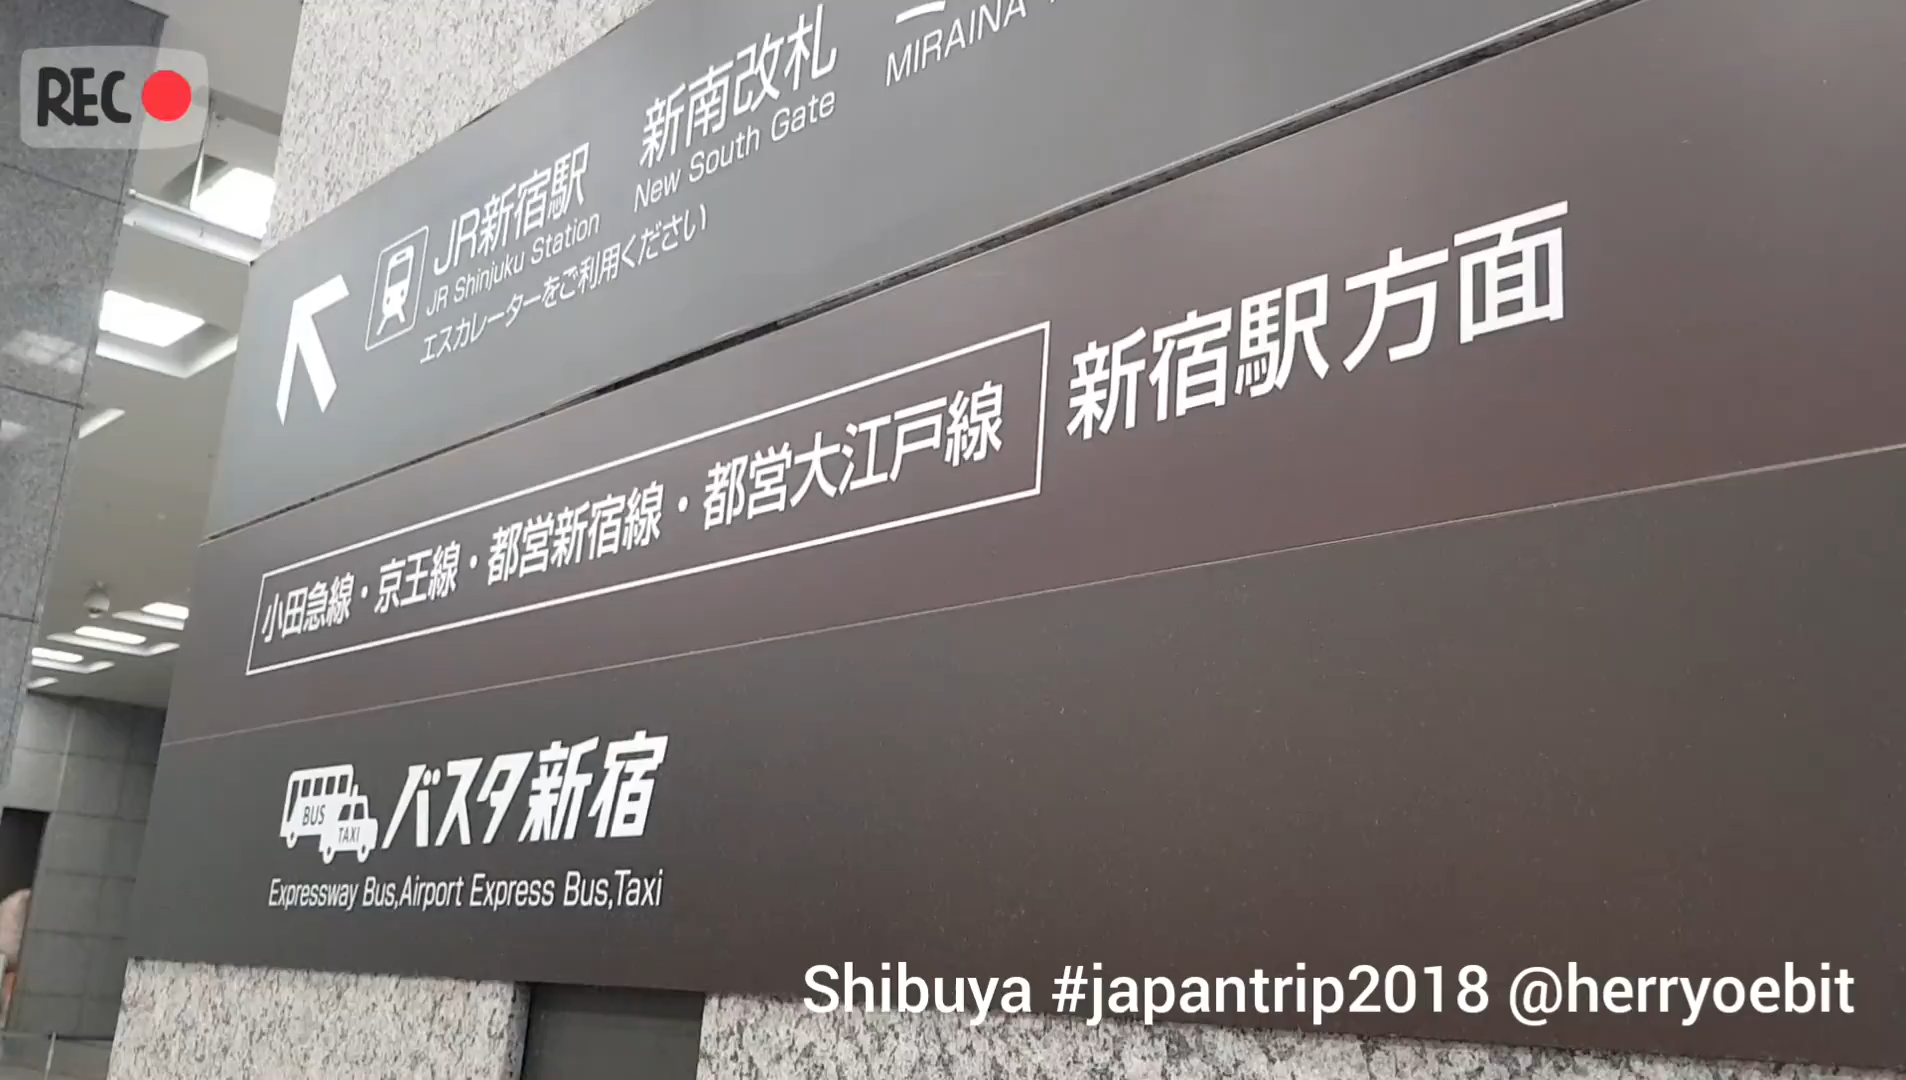 REC
JR新宿駅
JR Shinjuku Station
エスカレーターをご利用ください
新南改札
New South Gate
MIRAINA
小田急線・京王線・都営新宿線・都営大江戸線
新宿駅方面
BUS
TAXI
バスタ新宿
Expressway Bus,Airport Express Bus,Taxi
Shibuya #japantrip2018 @herryoebit